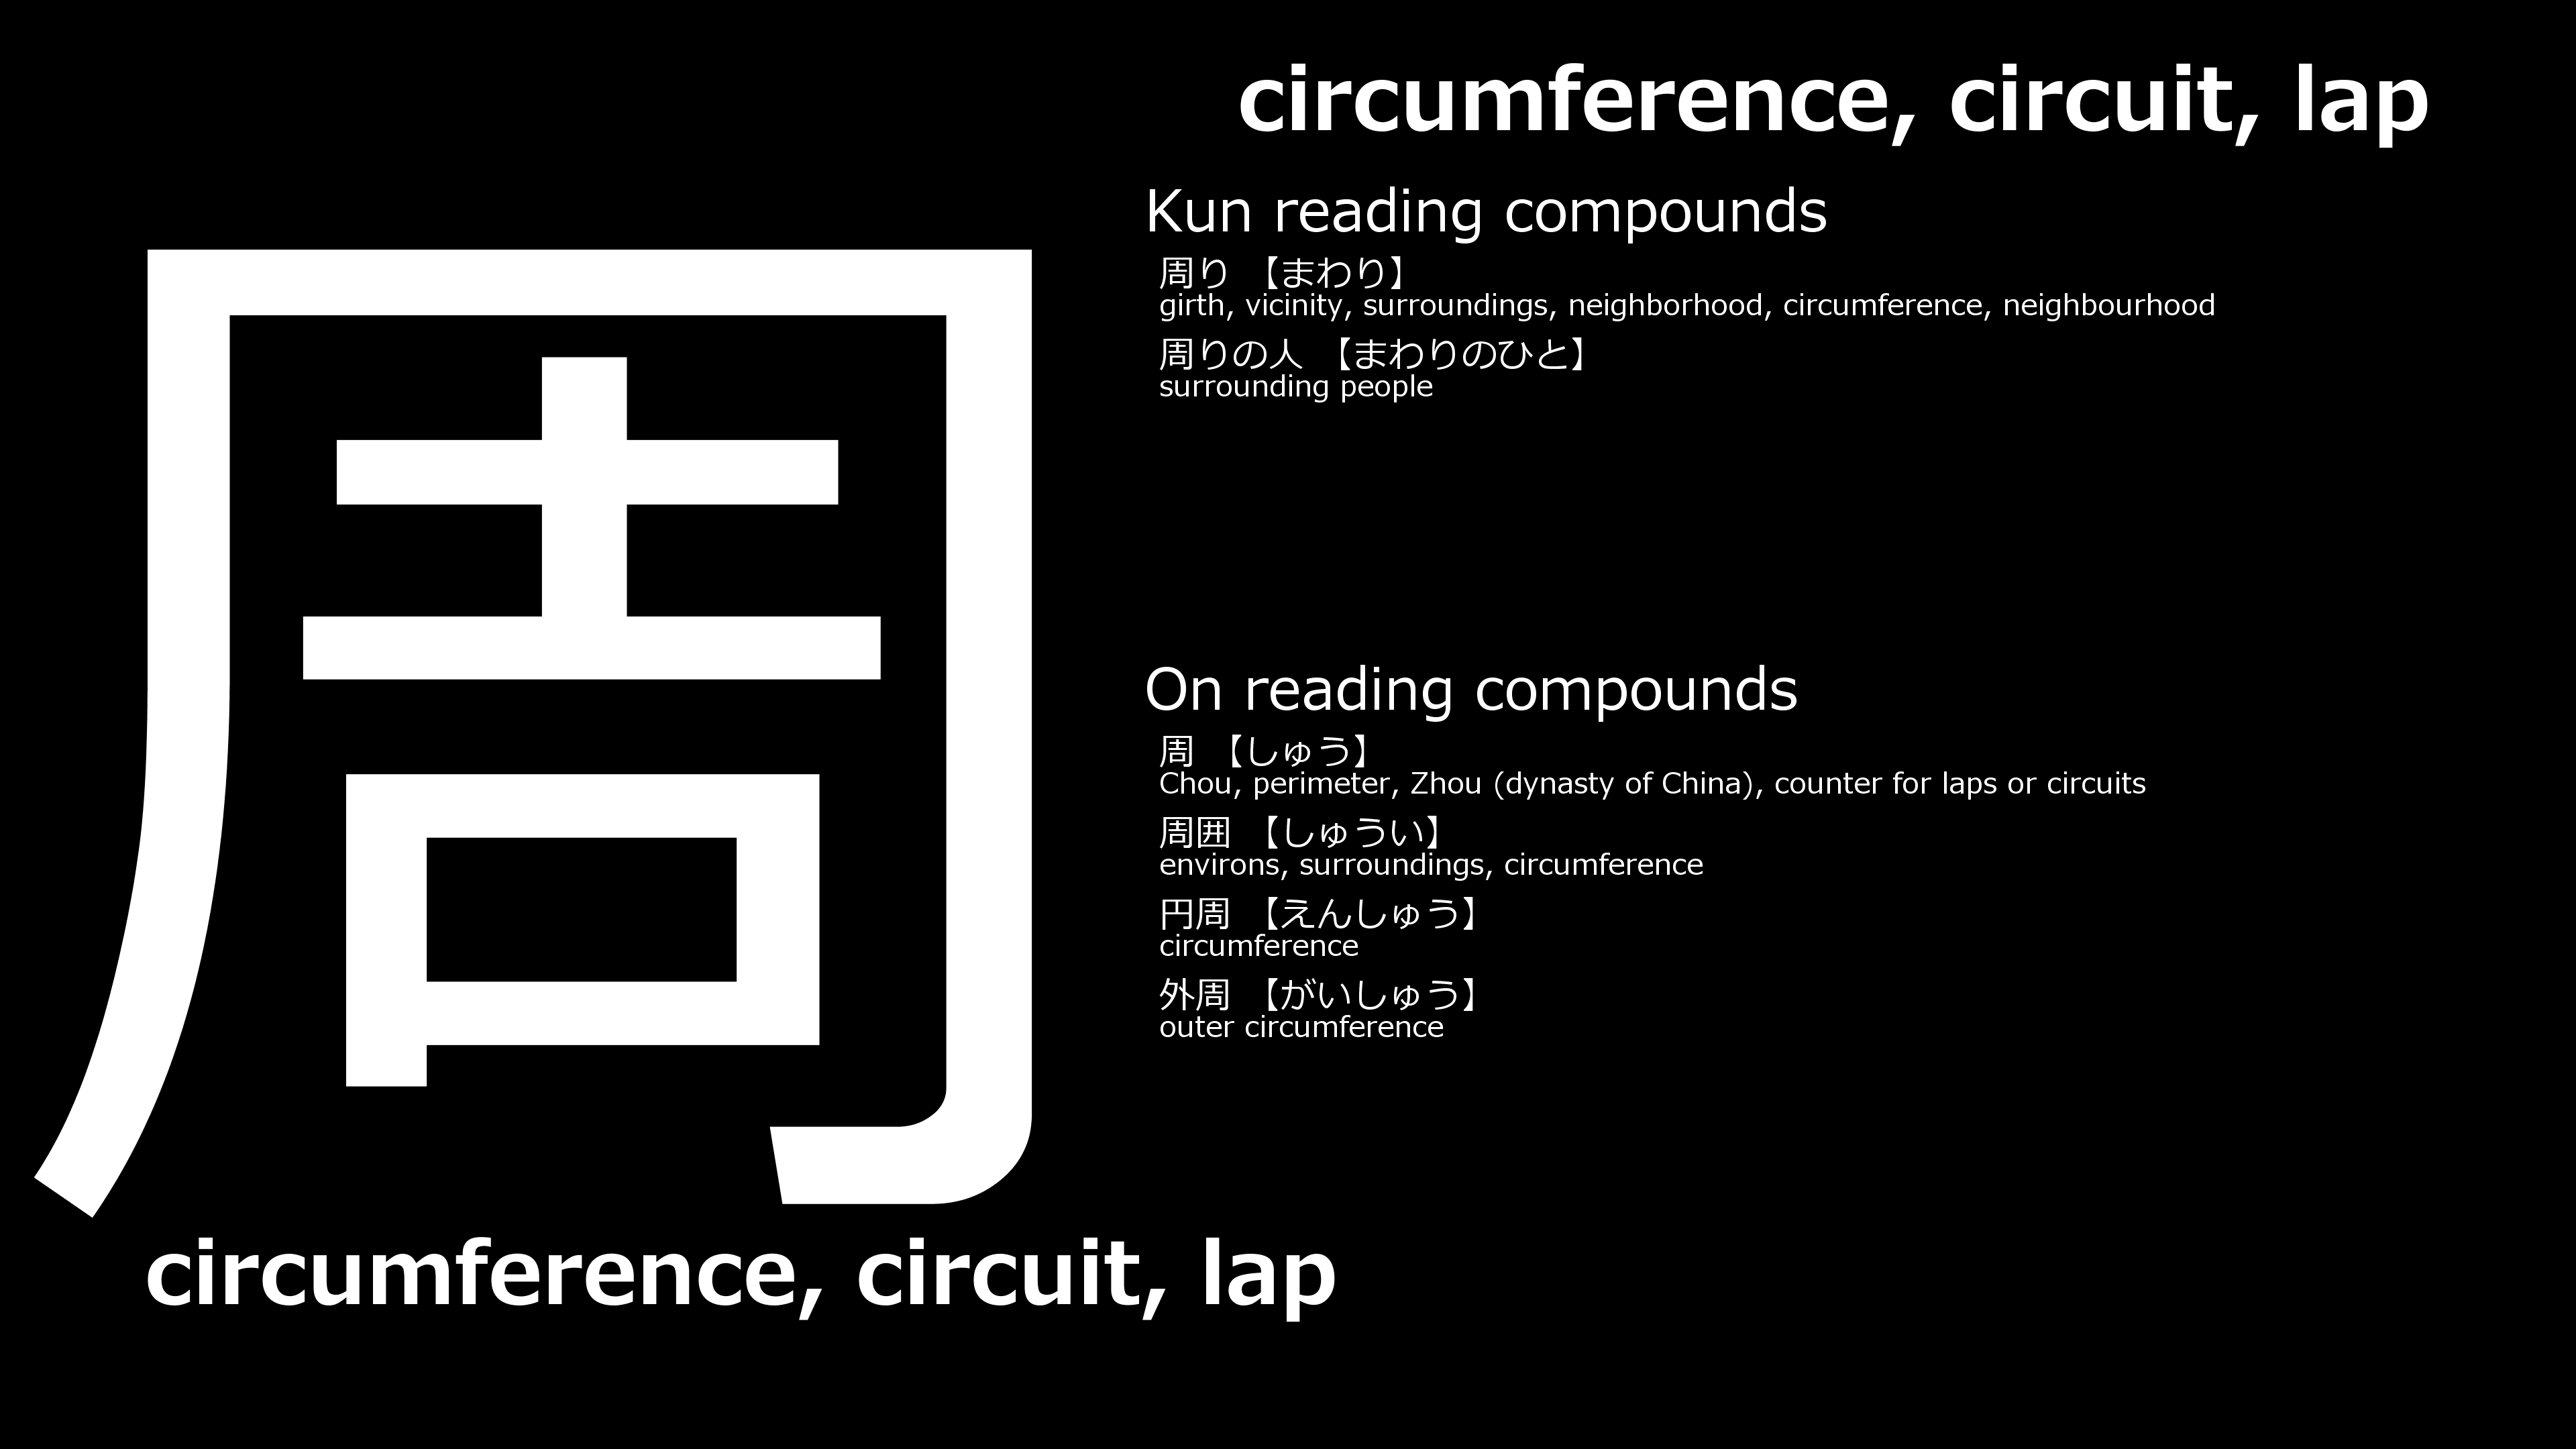 circumference, circuit, lap
周
Kun reading compounds
周り 【まわり】
girth, vicinity, surroundings, neighborhood, circumference, neighbourhood
周りの人 【まわりのひと】
surrounding people
On reading compounds
周 【しゅう】
Chou, perimeter, Zhou (dynasty of China), counter for laps or circuits
周囲 【しゅうい】
environs, surroundings, circumference
円周 【えんしゅう】
circumference
外周 【がいしゅう】
outer circumference
circumference, circuit, lap